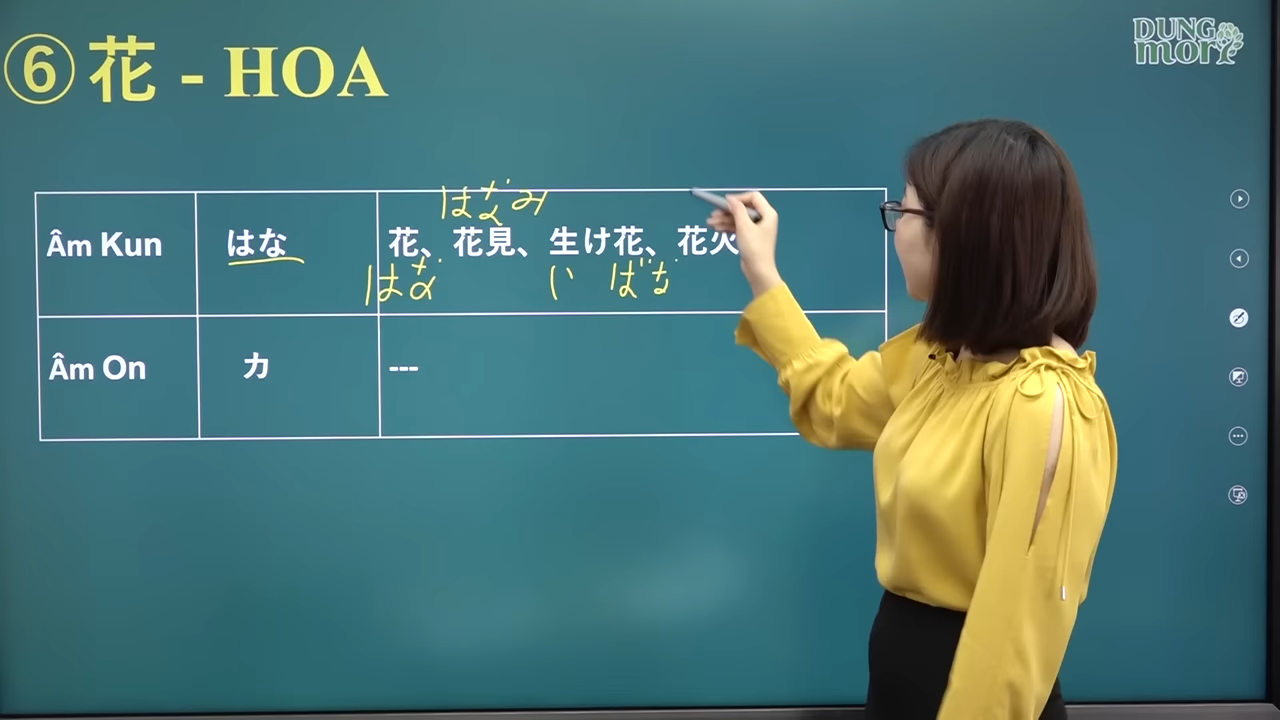 ⑥花 - HOA
DUNG
mori
はなみ
Âm Kun はな 花、花見、生け花、花火
はな い ばな
Âm On カ ---